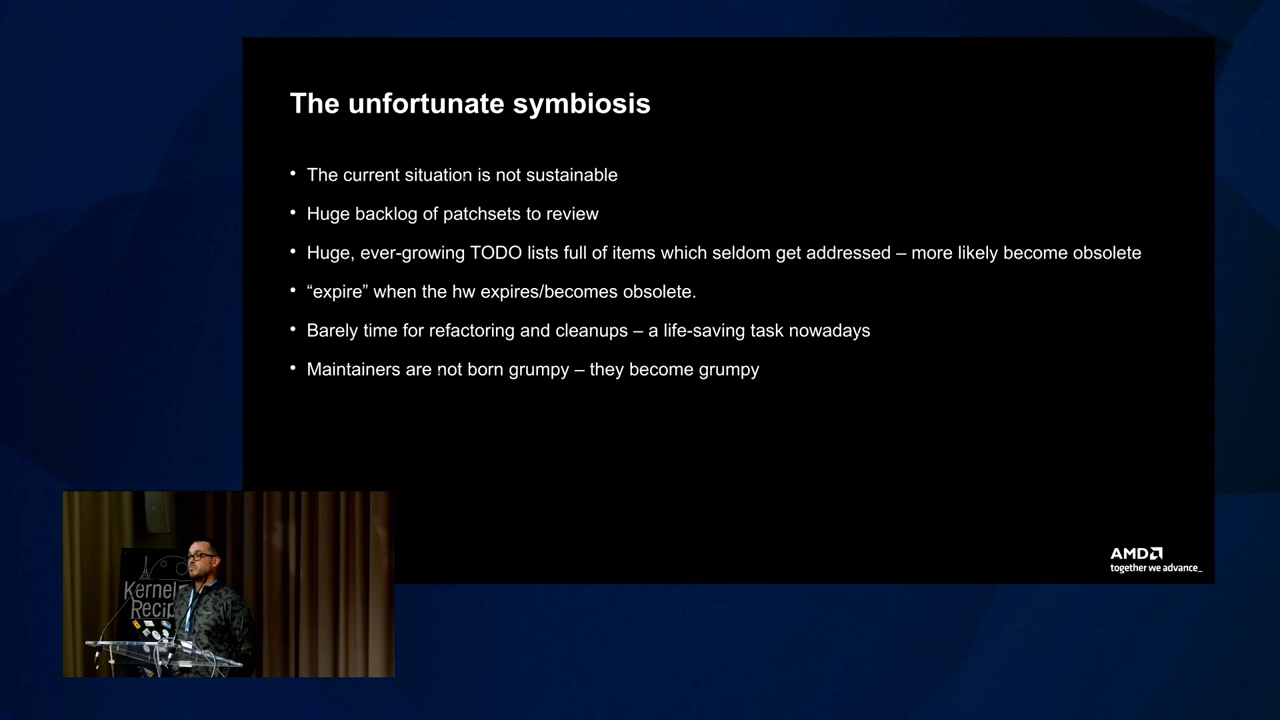 The unfortunate symbiosis
• The current situation is not sustainable
• Huge backlog of patchsets to review
• Huge, ever-growing TODO lists full of items which seldom get addressed – more likely become obsolete
• “expire” when the hw expires/becomes obsolete.
• Barely time for refactoring and cleanups – a life-saving task nowadays
• Maintainers are not born grumpy – they become grumpy
AMD
together we advance_
Kernel
Recip